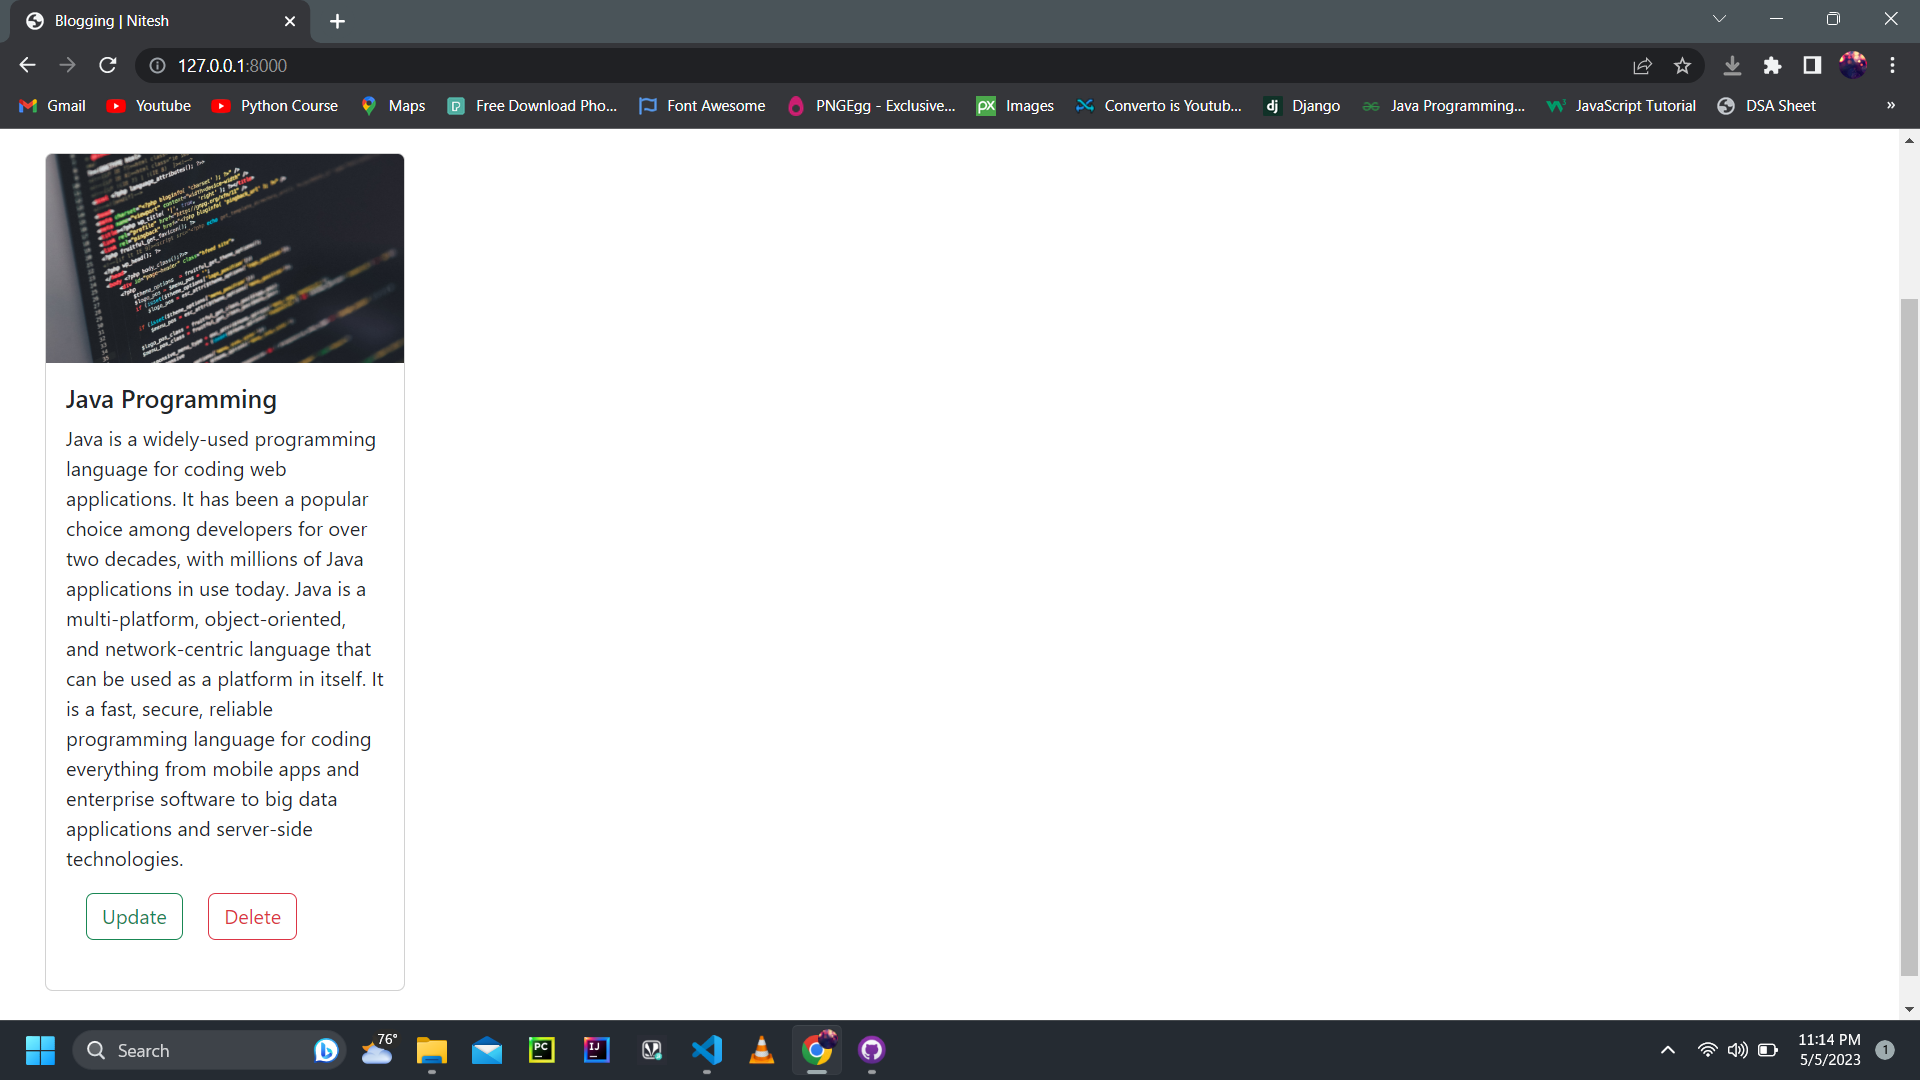 Blogging | Nitesh
127.0.0.1:8000
Gmail
Youtube
Python Course
Maps
Free Download Pho...
Font Awesome
PNGEgg - Exclusive...
px
Images
Converto is Youtub...
dj
Django
Java Programming...
JavaScript Tutorial
DSA Sheet
»
Java Programming
Java is a widely-used programming
language for coding web
applications. It has been a popular
choice among developers for over
two decades, with millions of Java
applications in use today. Java is a
multi-platform, object-oriented,
and network-centric language that
can be used as a platform in itself. It
is a fast, secure, reliable
programming language for coding
everything from mobile apps and
enterprise software to big data
applications and server-side
technologies.
Update
Delete
Search
76°
PC
IJ
11:14 PM
5/5/2023
1